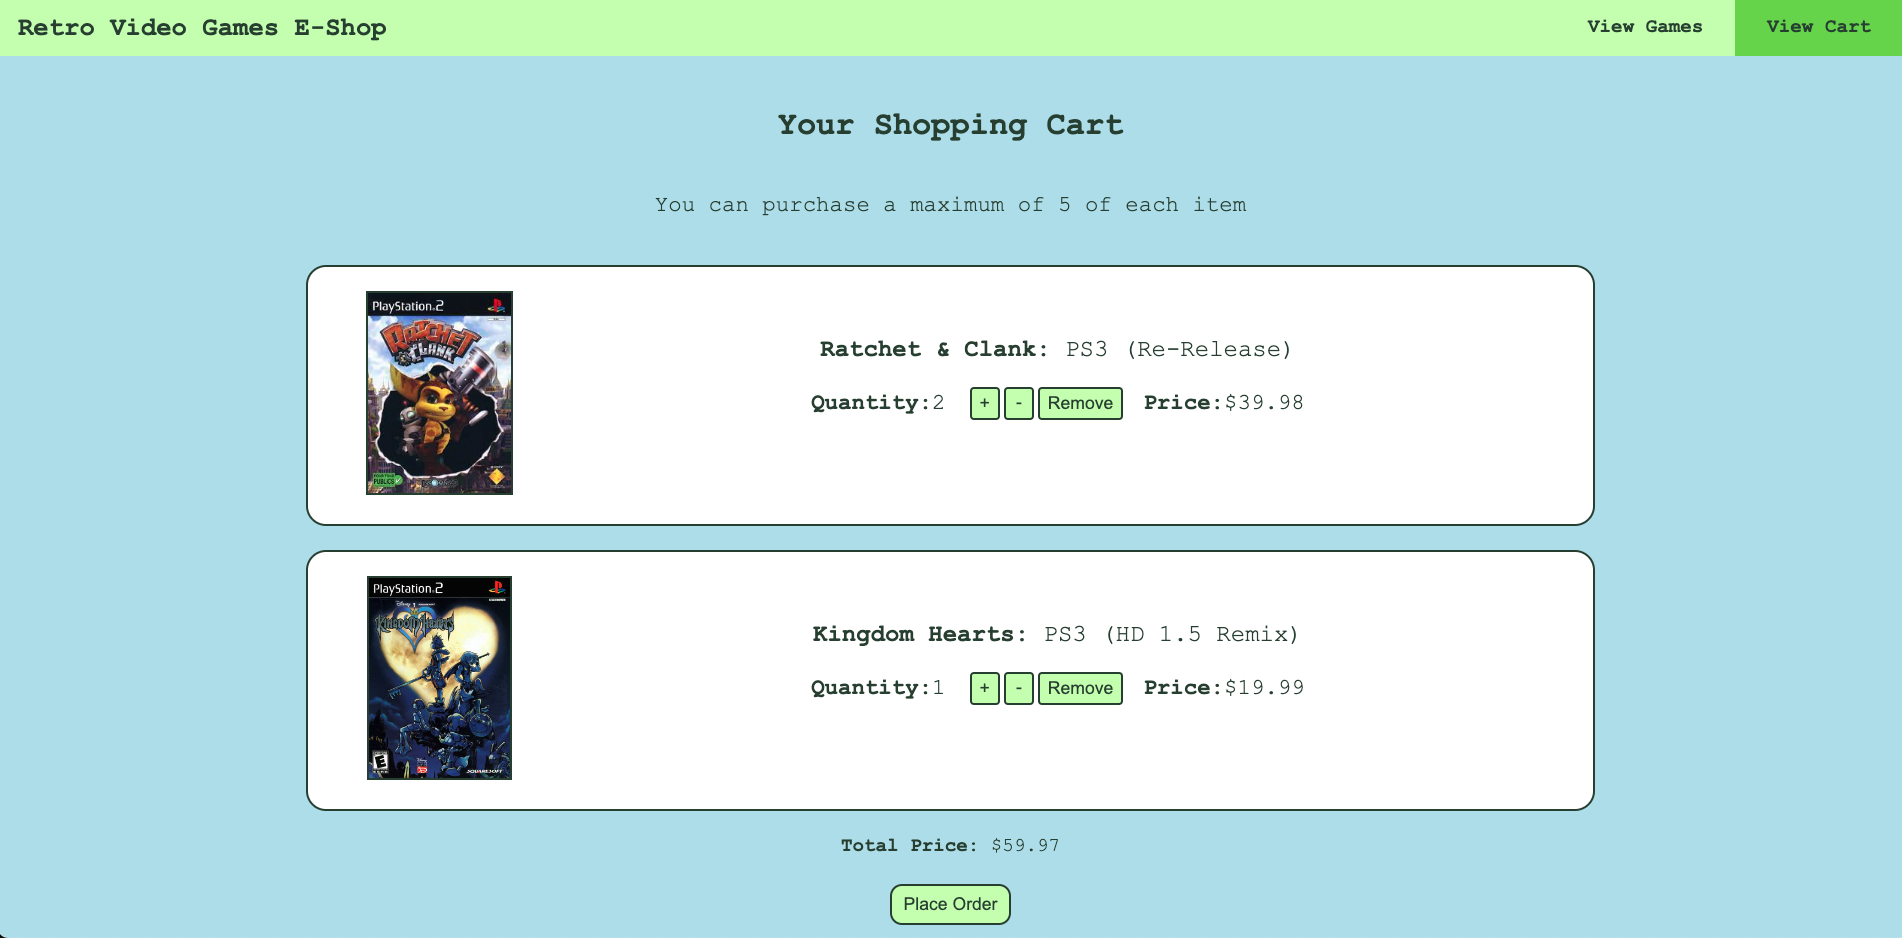 Retro Video Games E-Shop
View Games
View Cart
Your Shopping Cart
You can purchase a maximum of 5 of each item
PlayStation.2
RATCHET
& CLANK
PUBLICS
Ratchet & Clank: PS3 (Re-Release)
Quantity:2 + - Remove Price:$39.98
PlayStation.2
Disney
KINGDOM HEARTS
E
SQUARESOFT
Kingdom Hearts: PS3 (HD 1.5 Remix)
Quantity:1 + - Remove Price:$19.99
Total Price: $59.97
Place Order